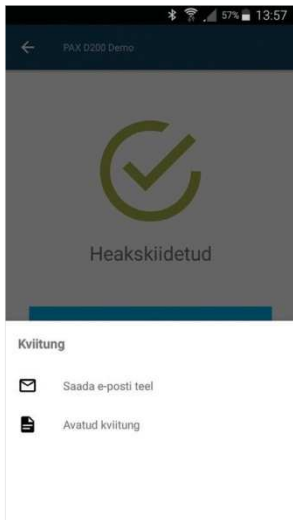 57% 13:57
PAX D200 Demo
Heakskiidetud
Kviitung
Saada e-posti teel
Avatud kviitung